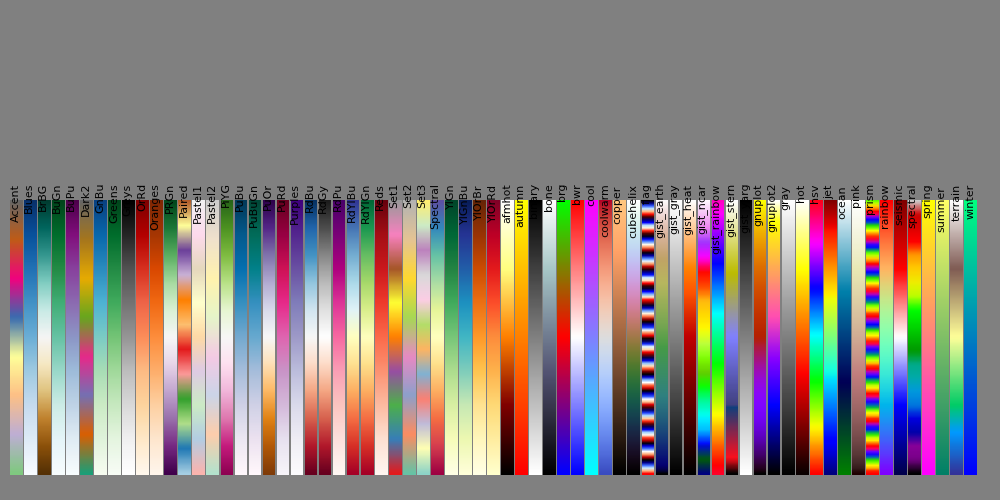 Accent
Blues
BrBG
BuGn
BuPu
Dark2
GnBu
Greens
Greys
OrRd
Oranges
PRGn
Paired
Pastel1
Pastel2
PiYG
PuBu
PuBuGn
PuOr
PuRd
Purples
RdBu
RdGy
RdPu
RdYlBu
RdYlGn
Reds
Set1
Set2
Set3
Spectral
YlGn
YlGnBu
YlOrBr
YlOrRd
afmhot
autumn
binary
bone
brg
bwr
cool
coolwarm
copper
cubehelix
flag
gist_earth
gist_gray
gist_heat
gist_ncar
gist_rainbow
gist_stern
gist_yarg
gnuplot
gnuplot2
gray
hot
hsv
jet
ocean
pink
prism
rainbow
seismic
spectral
spring
summer
terrain
winter